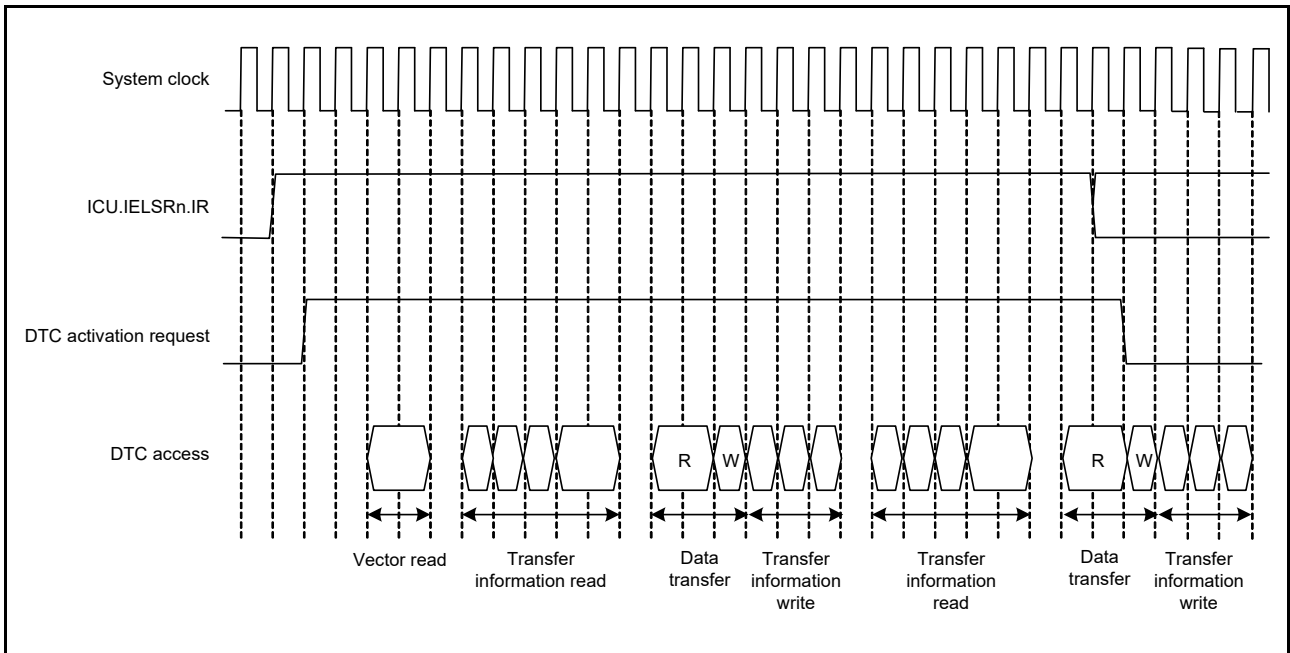 System clock
ICU.IELSRn.IR
DTC activation request
DTC access
R
W
R
W
Vector read
Transfer
information read
Data
transfer
Transfer
information
write
Transfer
information
read
Data
transfer
Transfer
information
write